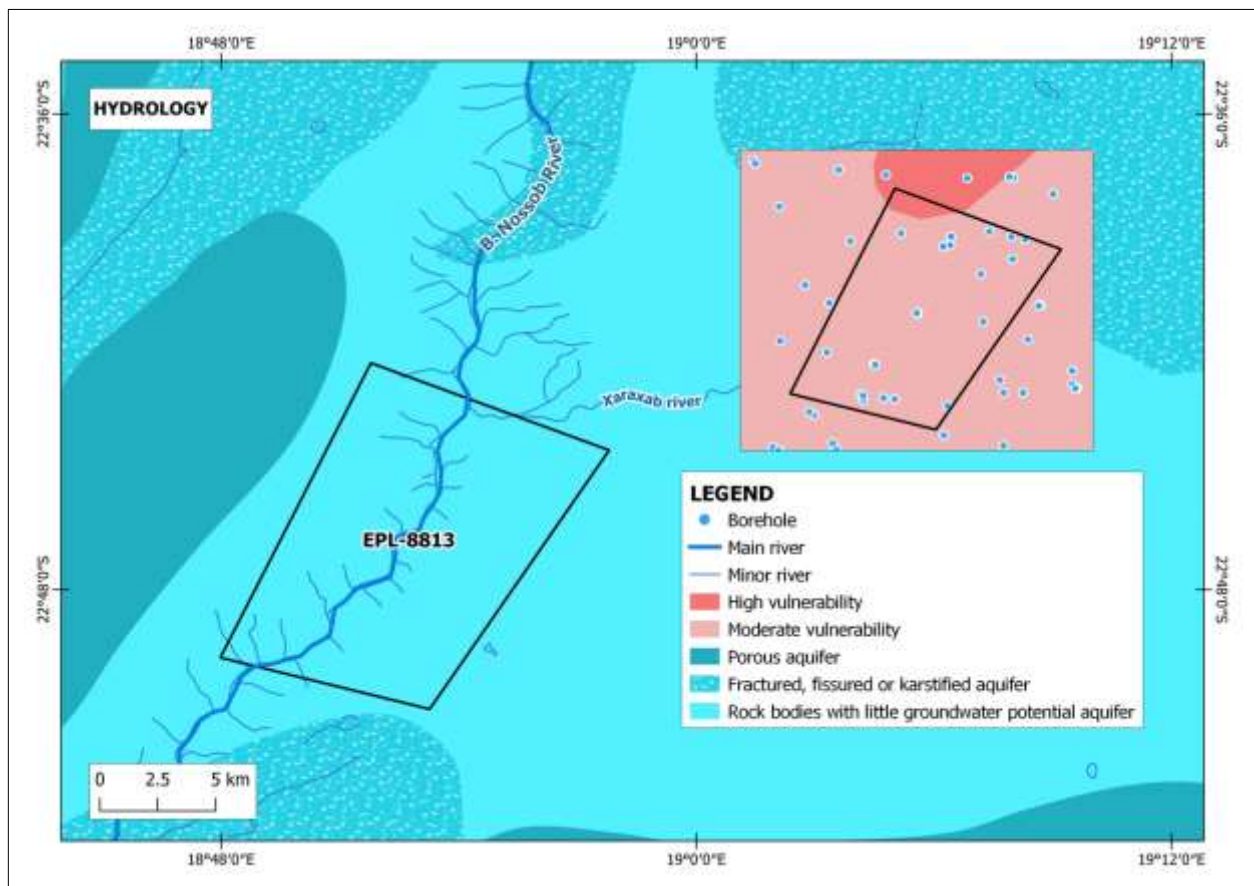 18°48'0"E
19°0'0"E
19°12'0"E
22°36'0"S
22°36'0"S
HYDROLOGY
B. Nossob River
Xaraxab river
EPL-8813
22°48'0"S
22°48'0"S
LEGEND
Borehole
Main river
Minor river
High vulnerability
Moderate vulnerability
Porous aquifer
Fractured, fissured or karstified aquifer
Rock bodies with little groundwater potential aquifer
0 2.5 5 km
18°48'0"E
19°0'0"E
19°12'0"E